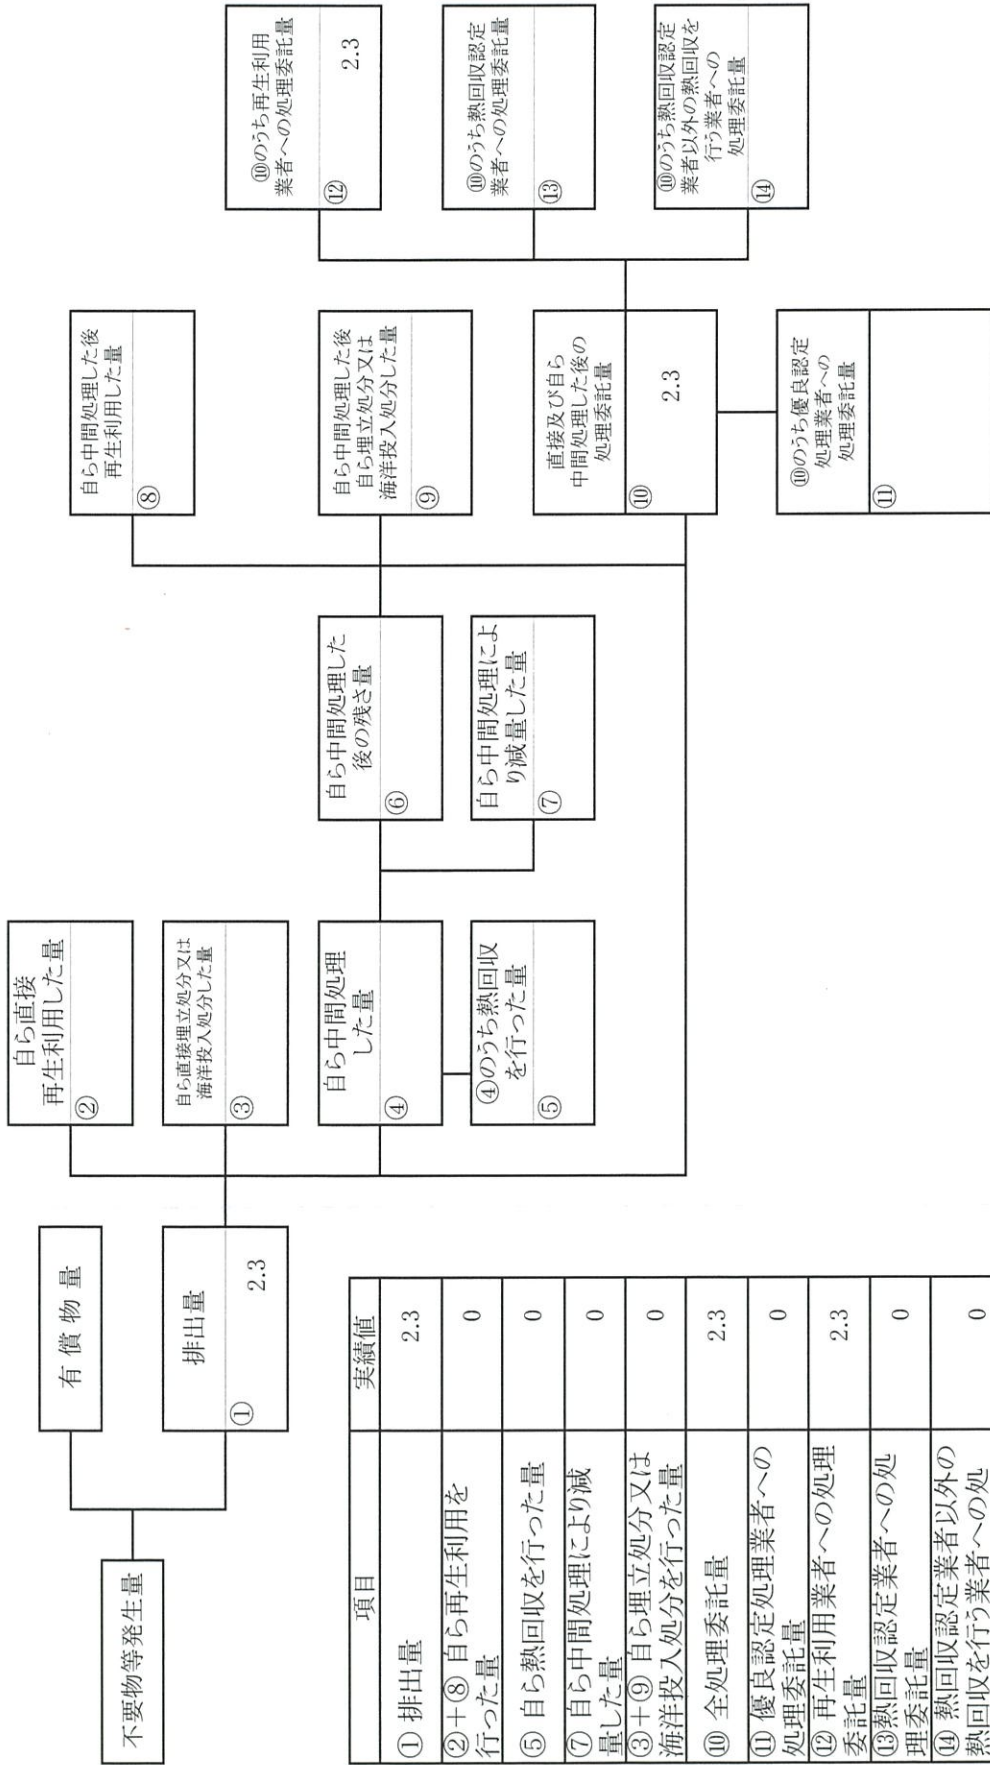 不要物等発生量
有 償 物 量
排出量
①
2.3
自ら直接
再生利用した量
②
自ら直接埋立処分又は
海洋投入処分した量
③
自ら中間処理
した量
④
④のうち熱回収
を行った量
⑤
自ら中間処理した
後の残さ量
⑥
自ら中間処理によ
り減量した量
⑦
自ら中間処理した後
再生利用した量
⑧
自ら中間処理した後
自ら埋立処分又は
海洋投入処分した量
⑨
直接及び自ら
中間処理した後の
処理委託量
⑩
2.3
⑩のうち優良認定
処理業者への
処理委託量
⑪
⑩のうち再生利用
業者への処理委託量
⑫
2.3
⑩のうち熱回収認定
業者への処理委託量
⑬
⑩のうち熱回収認定
業者以外の熱回収を
行う業者への
処理委託量
⑭
項目 実績値
① 排出量 2.3
②+⑧ 自ら再生利用を
行った量 0
⑤ 自ら熱回収を行った量 0
⑦ 自ら中間処理により減
量した量 0
③+⑨ 自ら埋立処分又は
海洋投入処分を行った量 0
⑩ 全処理委託量 2.3
⑪ 優良認定処理業者への
処理委託量 0
⑫ 再生利用業者への処理
委託量 2.3
⑬熱回収認定業者への処
理委託量 0
⑭ 熱回収認定業者以外の
熱回収を行う業者への処 0